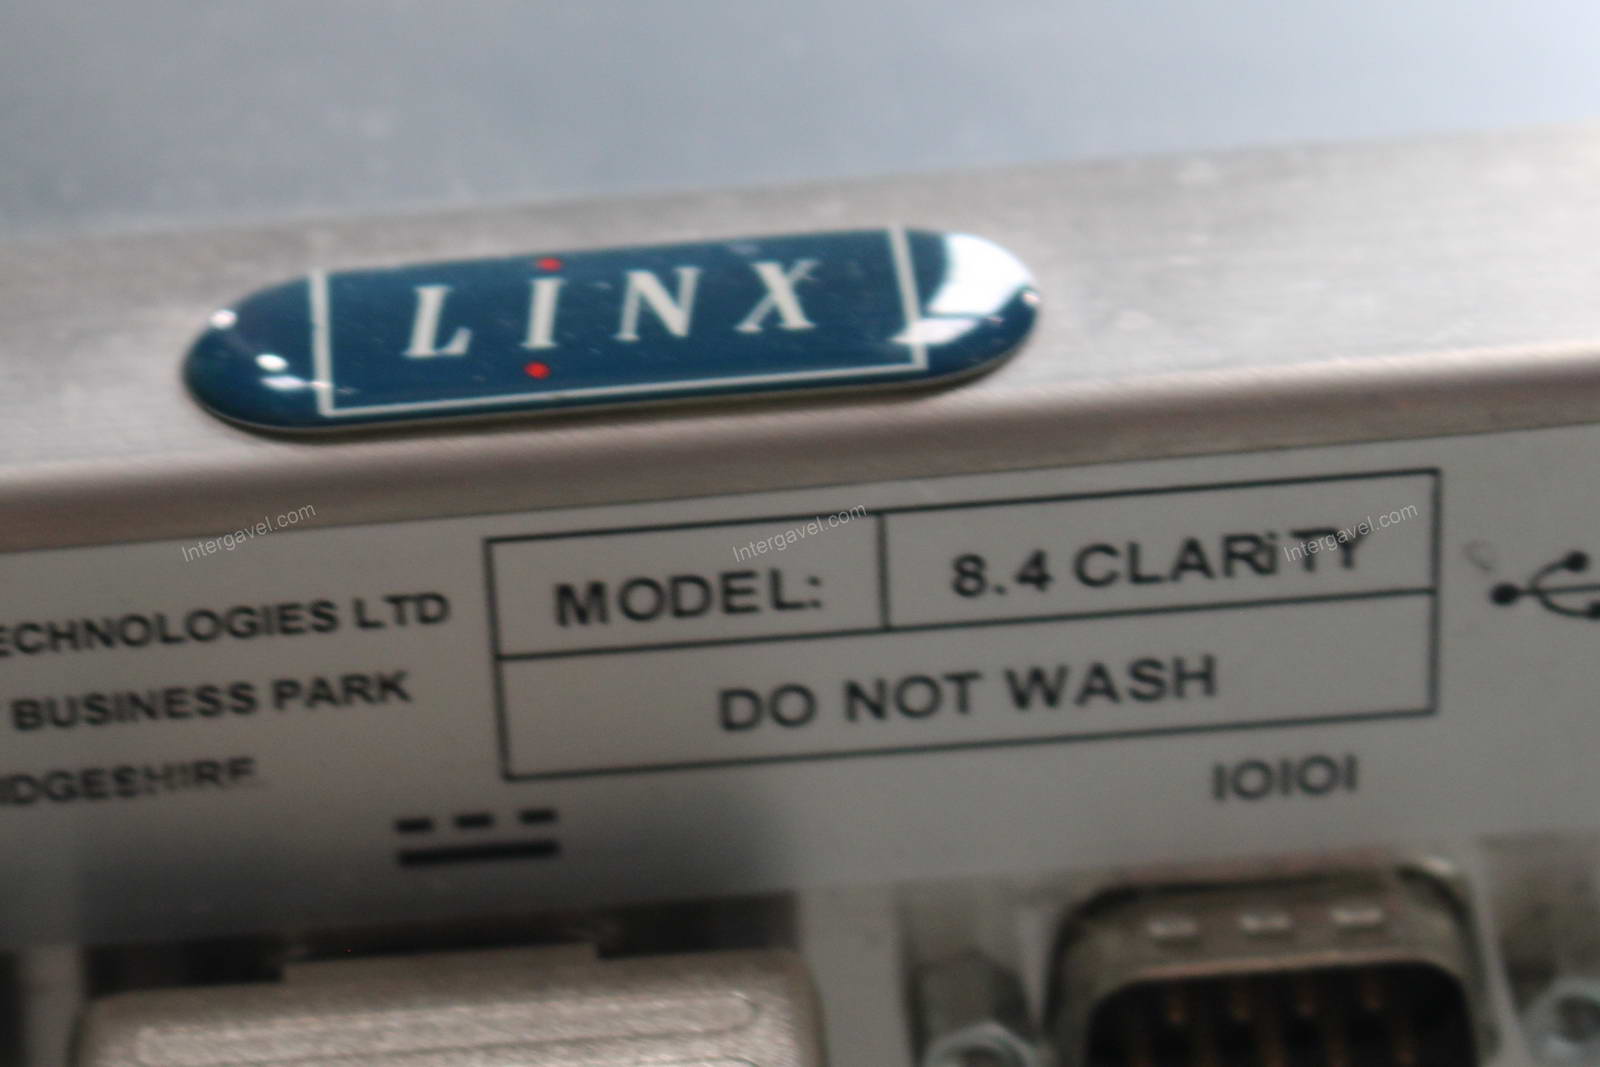 LiNX
ECHNOLOGIES LTD
BUSINESS PARK
IDGESHIRE
MODEL:
8.4 CLARiTY
DO NOT WASH
IOIOI
Intergavel.com
Intergavel.com
Intergavel.com